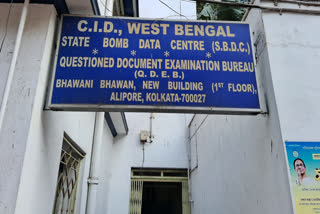 C.I.D., WEST BENGAL
STATE BOMB DATA CENTRE (S.B.D.C.)
QUESTIONED DOCUMENT EXAMINATION BUREAU
(Q.D.E.B.)
BHAWANI BHAWAN, NEW BUILDING (1ST FLOOR),
ALIPORE, KOLKATA-700027